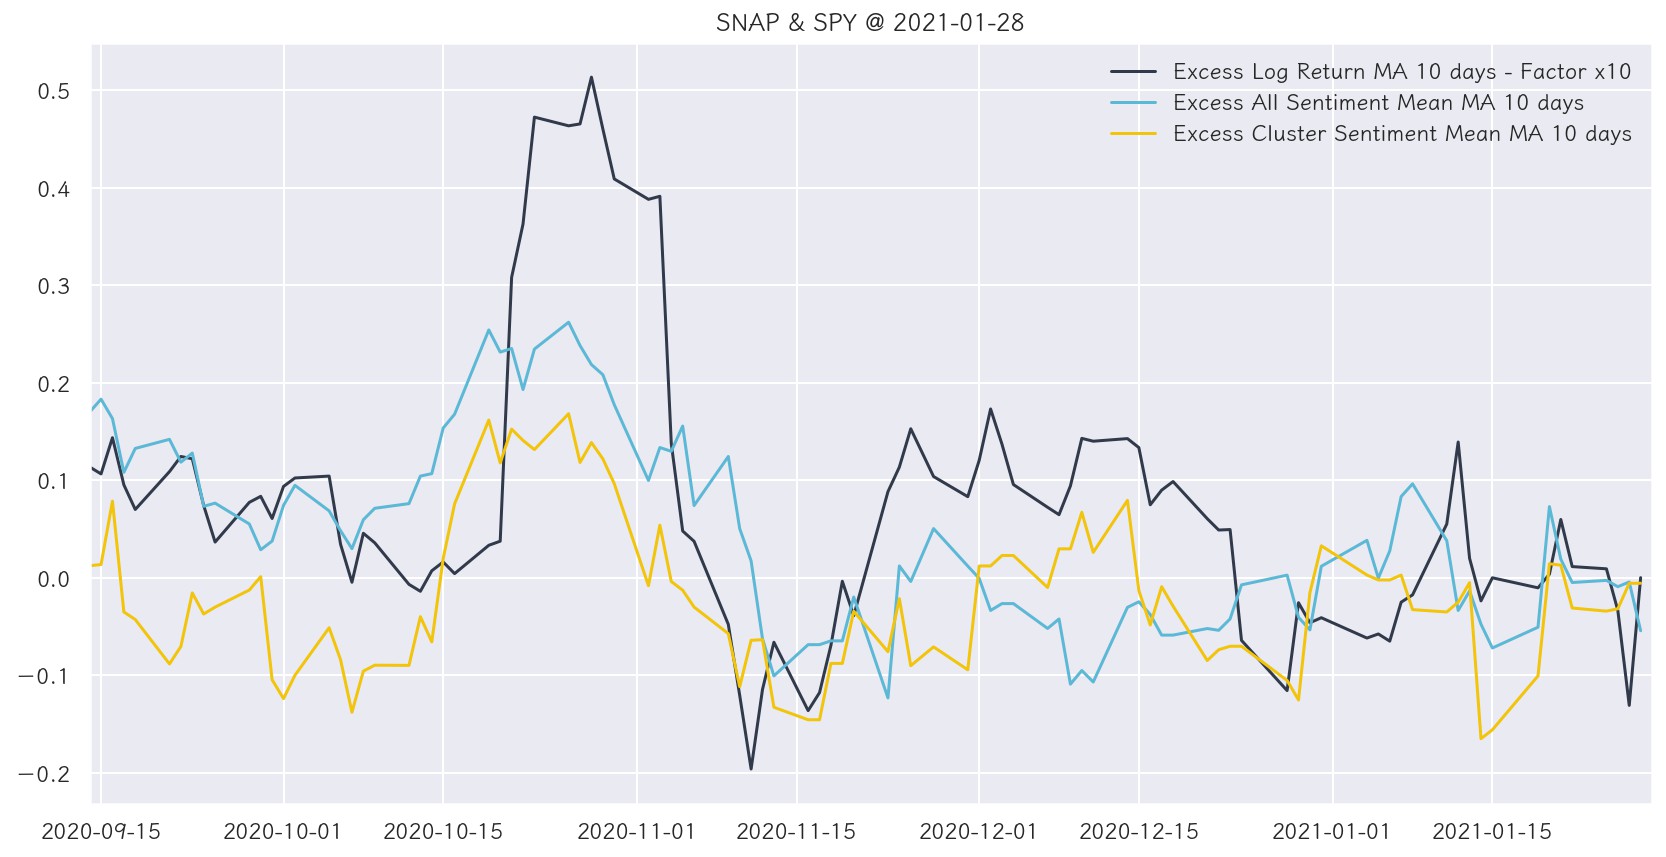 SNAP & SPY @ 2021-01-28
Excess Log Return MA 10 days - Factor x10
Excess All Sentiment Mean MA 10 days
Excess Cluster Sentiment Mean MA 10 days
0.5
0.4
0.3
0.2
0.1
0.0
−0.1
−0.2
2020-09-15 2020-10-01 2020-10-15 2020-11-01 2020-11-15 2020-12-01 2020-12-15 2021-01-01 2021-01-15